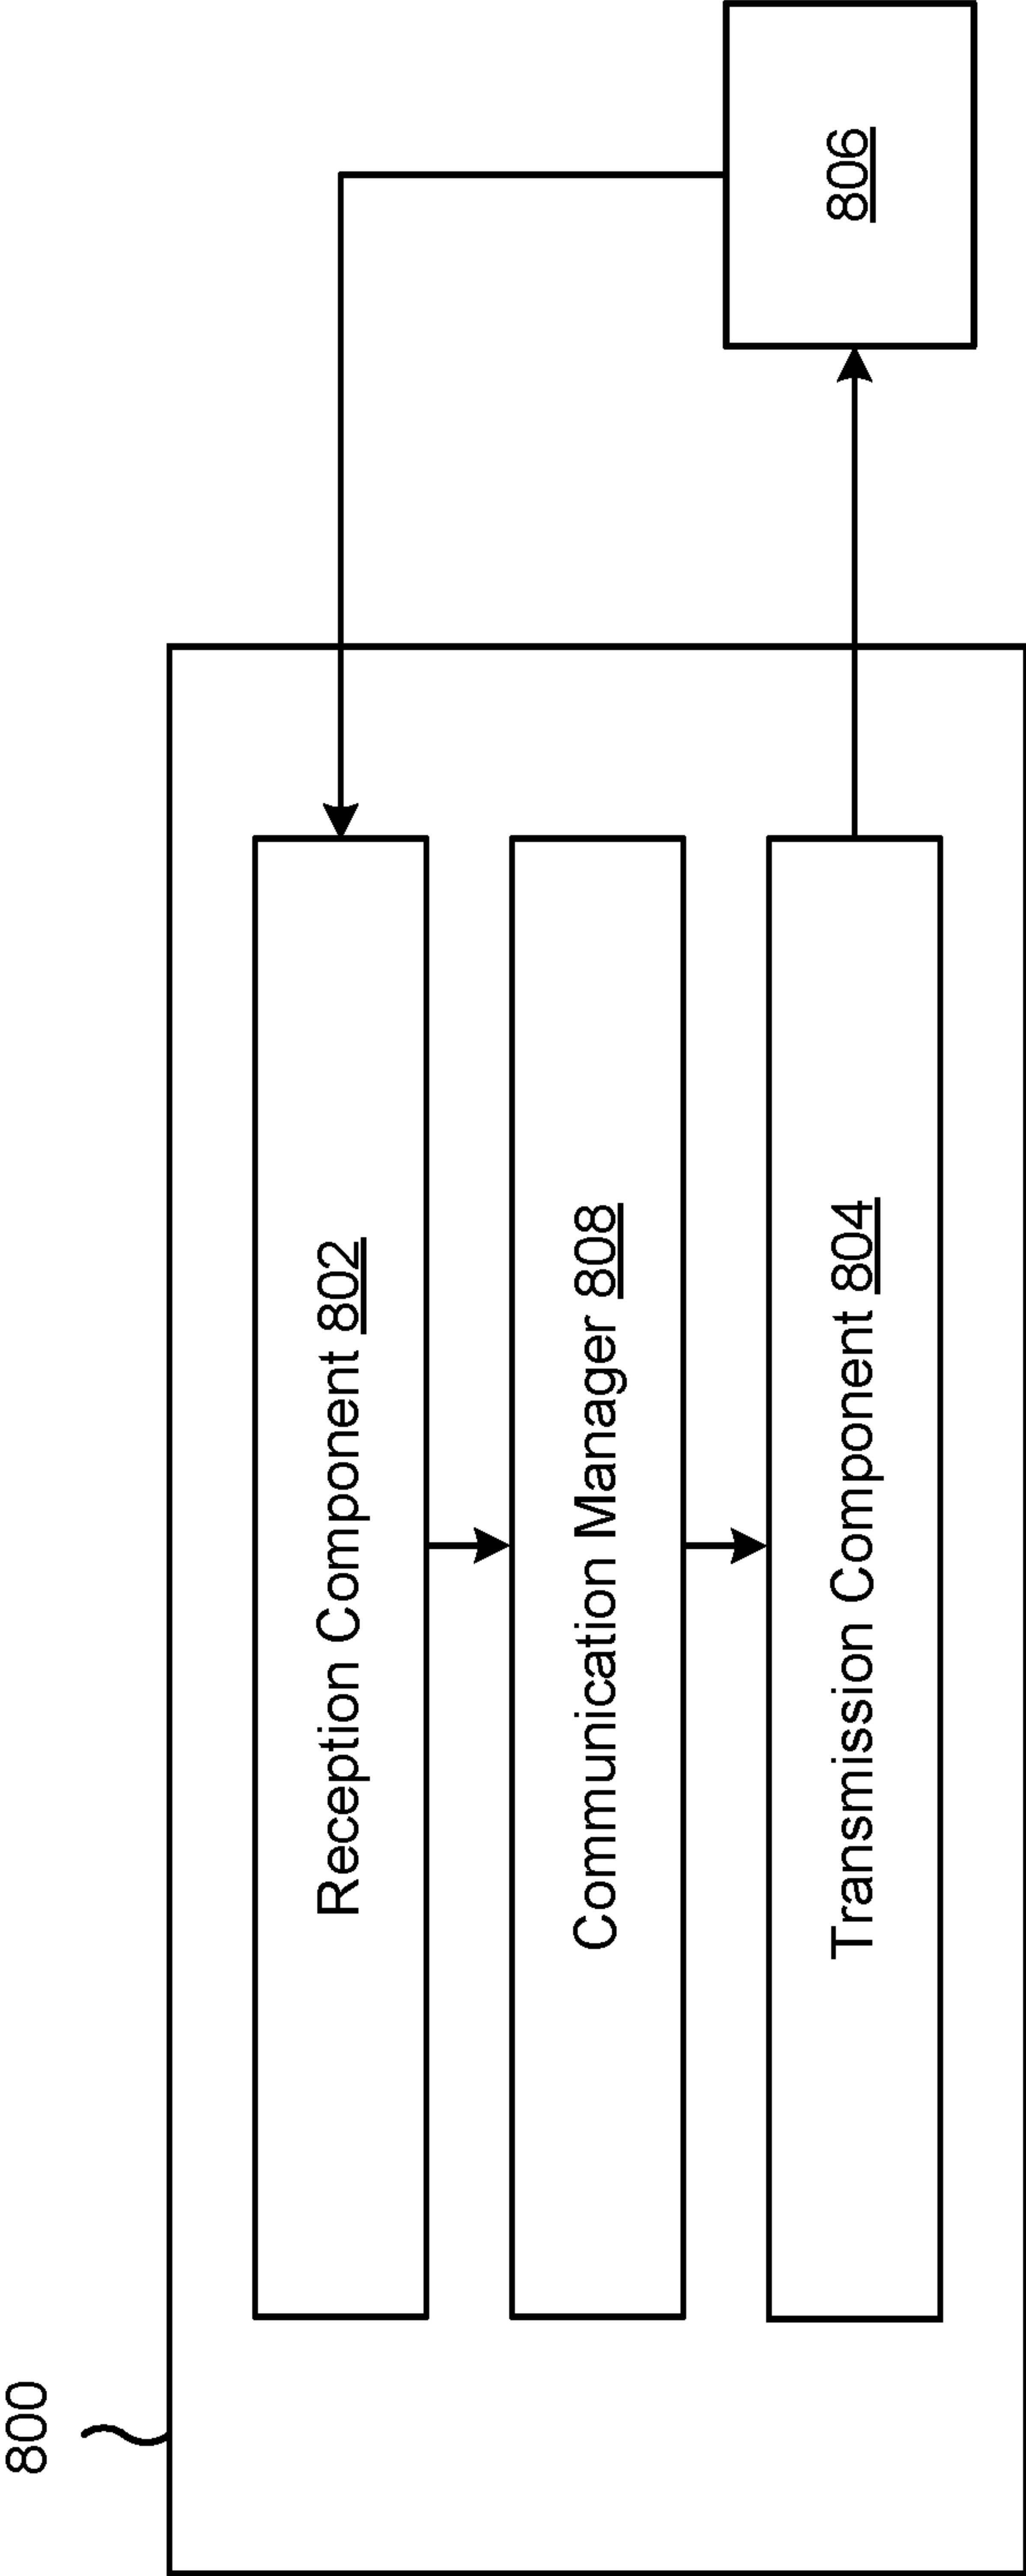 800
Reception Component 802
Communication Manager 808
Transmission Component 804
806